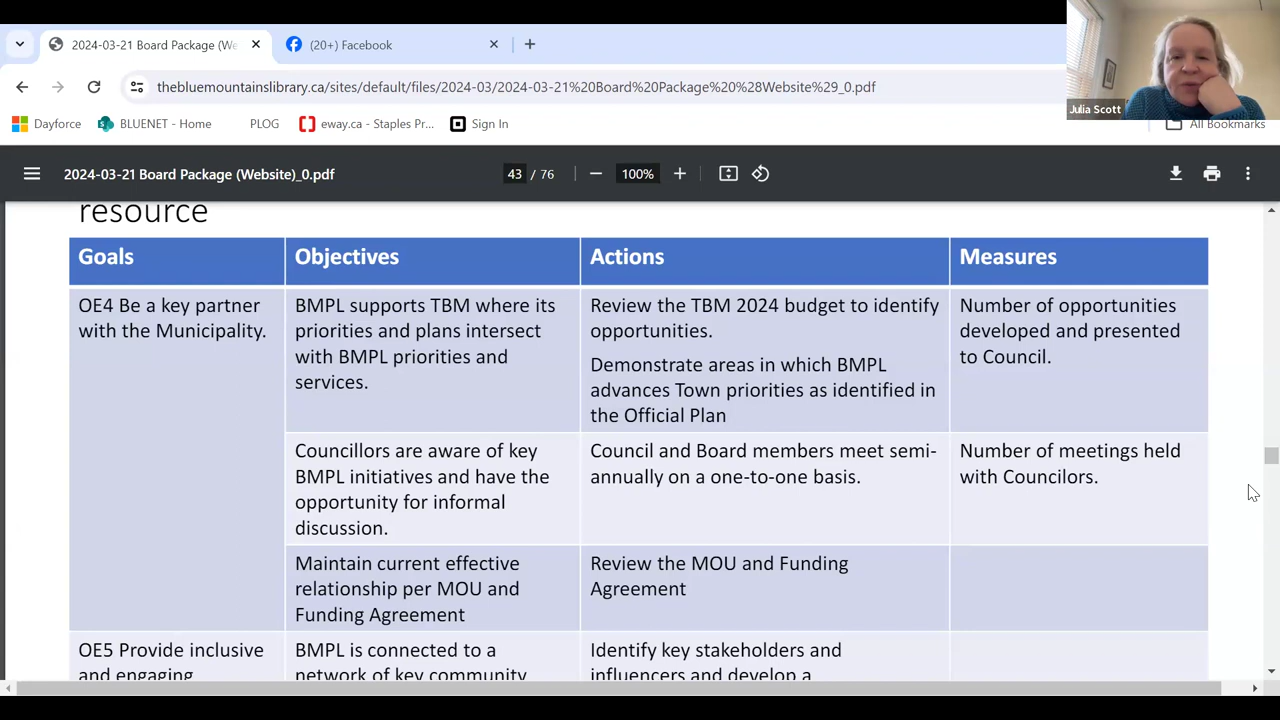 2024-03-21 Board Package (We
(20+) Facebook
thebluemountainslibrary.ca/sites/default/files/2024-03/2024-03-21%20Board%20Package%20%28Website%29_0.pdf
Julia Scott
Dayforce
BLUENET - Home
PLOG
eway.ca - Staples Pr...
Sign In
All Bookmarks
2024-03-21 Board Package (Website)_0.pdf
43 / 76
100%
resource
Goals
Objectives
Actions
Measures
OE4 Be a key partner
with the Municipality.
BMPL supports TBM where its
priorities and plans intersect
with BMPL priorities and
services.
Review the TBM 2024 budget to identify
opportunities.
Demonstrate areas in which BMPL
advances Town priorities as identified in
the Official Plan
Number of opportunities
developed and presented
to Council.
Councillors are aware of key
BMPL initiatives and have the
opportunity for informal
discussion.
Council and Board members meet semi-
annually on a one-to-one basis.
Number of meetings held
with Councilors.
Maintain current effective
relationship per MOU and
Funding Agreement
Review the MOU and Funding
Agreement
OE5 Provide inclusive
and engaging
BMPL is connected to a
network of key community
Identify key stakeholders and
influencers and develop a